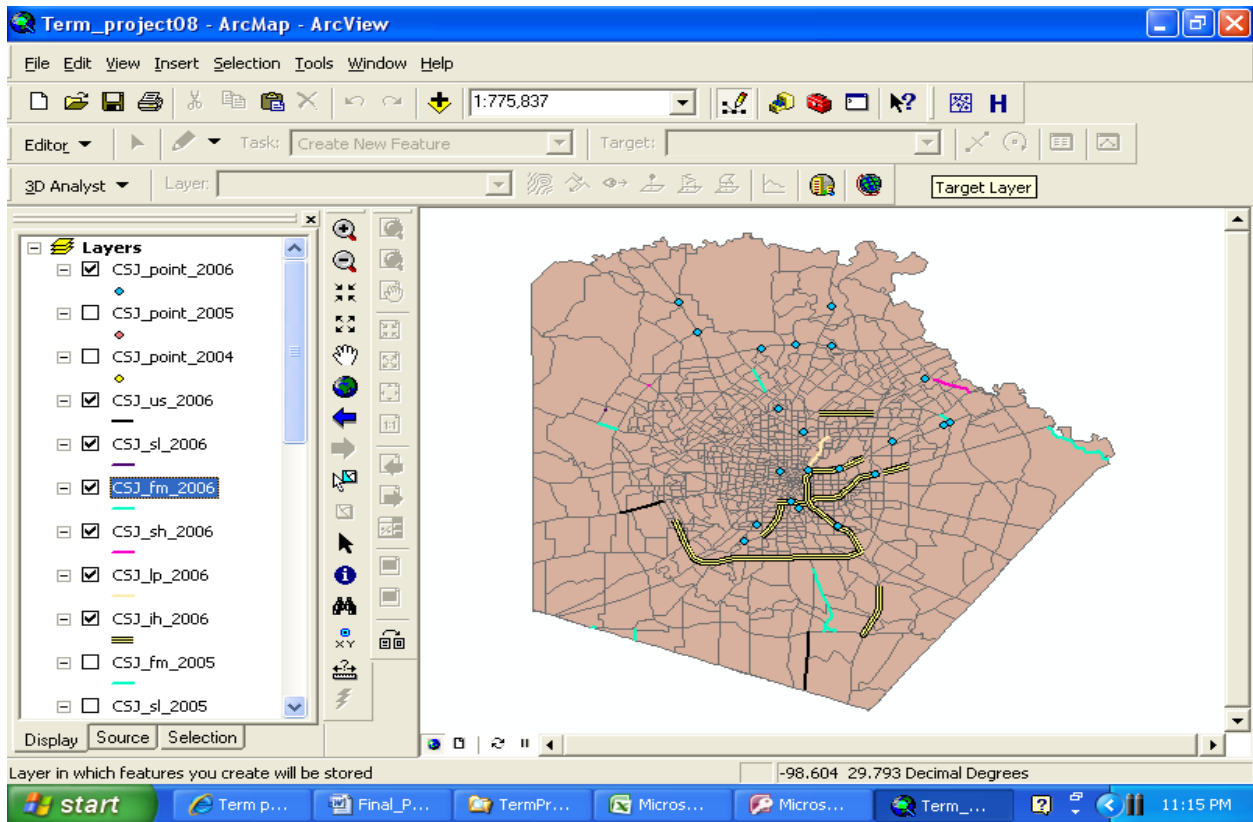 Term_project08 - ArcMap - ArcView
File Edit View Insert Selection Tools Window Help
1:775,837
H
Editor Task: Create New Feature Target:
3D Analyst Layer:
Target Layer
Layers
CSJ_point_2006
CSJ_point_2005
CSJ_point_2004
CSJ_us_2006
CSJ_sl_2006
CSJ_fm_2006
CSJ_sh_2006
CSJ_lp_2006
CSJ_ih_2006
CSJ_fm_2005
CSJ_sl_2005
1:1
XY
Display Source Selection
Layer in which features you create will be stored
-98.604 29.793 Decimal Degrees
start Term p... Final_P... TermPr... Micros... Micros... Term_... 11:15 PM